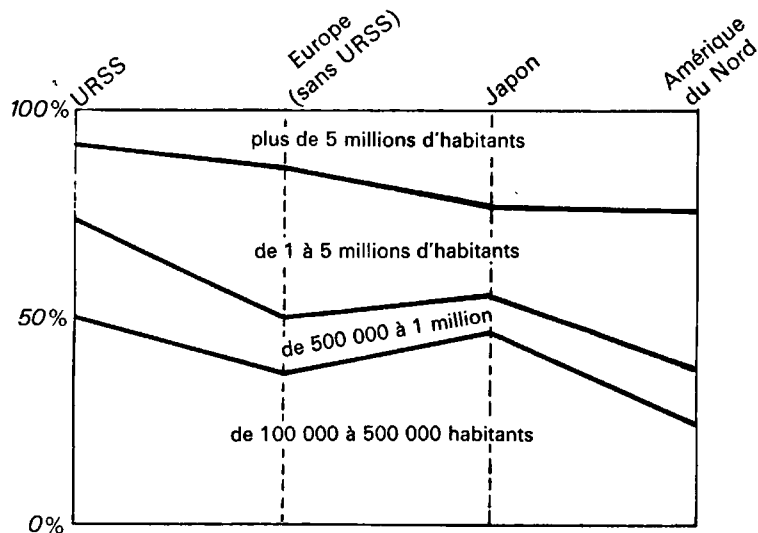 URSS
Europe
(sans URSS)
Japon
Amérique
du Nord
100%
plus de 5 millions d'habitants
de 1 à 5 millions d'habitants
50%
de 500 000 à 1 million
de 100 000 à 500 000 habitants
0%